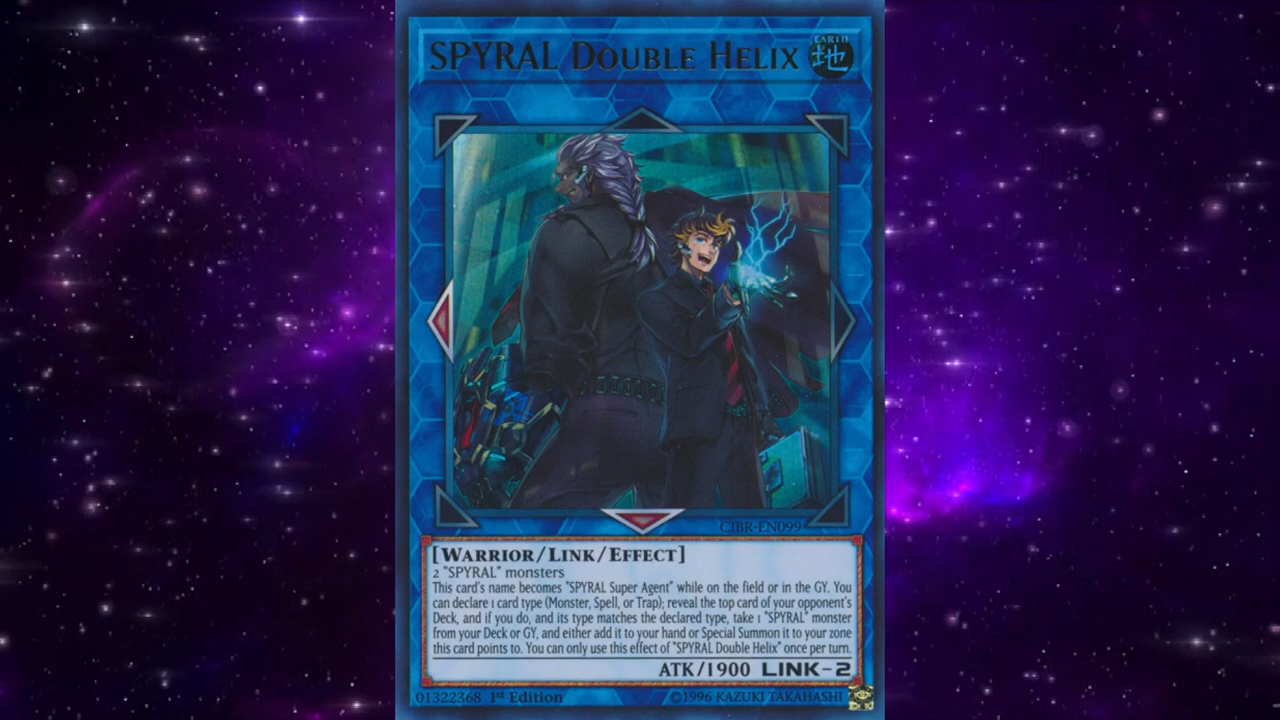 SPYRAL Double Helix
EARTH
地
CIBR-EN099
[Warrior/Link/Effect]
2 "SPYRAL" monsters
This card's name becomes "SPYRAL Super Agent" while on the field or in the GY. You
can declare 1 card type (Monster, Spell, or Trap); reveal the top card of your opponent's
Deck, and if you do, and its type matches the declared type, take 1 "SPYRAL" monster
from your Deck or GY, and either add it to your hand or Special Summon it to your zone
this card points to. You can only use this effect of "SPYRAL Double Helix" once per turn.
ATK/1900 LINK-2
01322368 1st Edition ©1996 KAZUKI TAKAHASHI